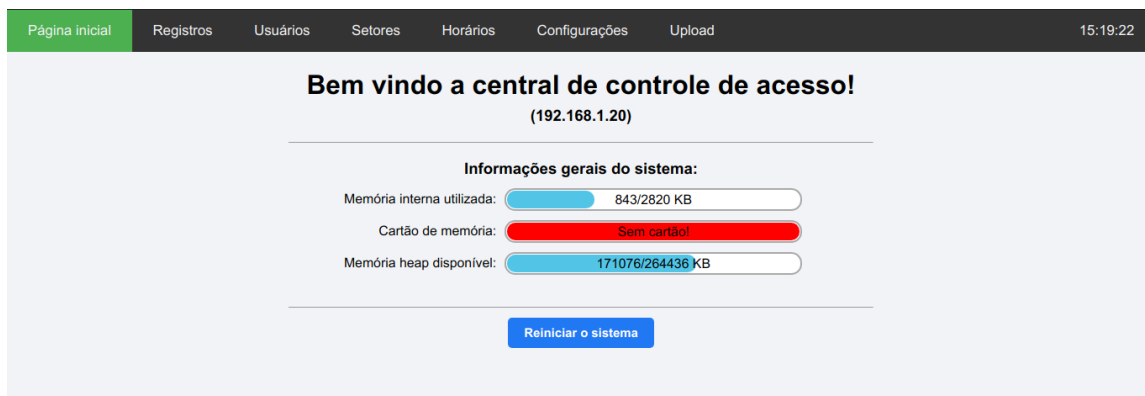 Página inicial Registros Usuários Setores Horários Configurações Upload 15:19:22
Bem vindo a central de controle de acesso!
(192.168.1.20)
Informações gerais do sistema:
Memória interna utilizada: 843/2820 KB
Cartão de memória: Sem cartão!
Memória heap disponível: 171076/264436 KB
Reiniciar o sistema